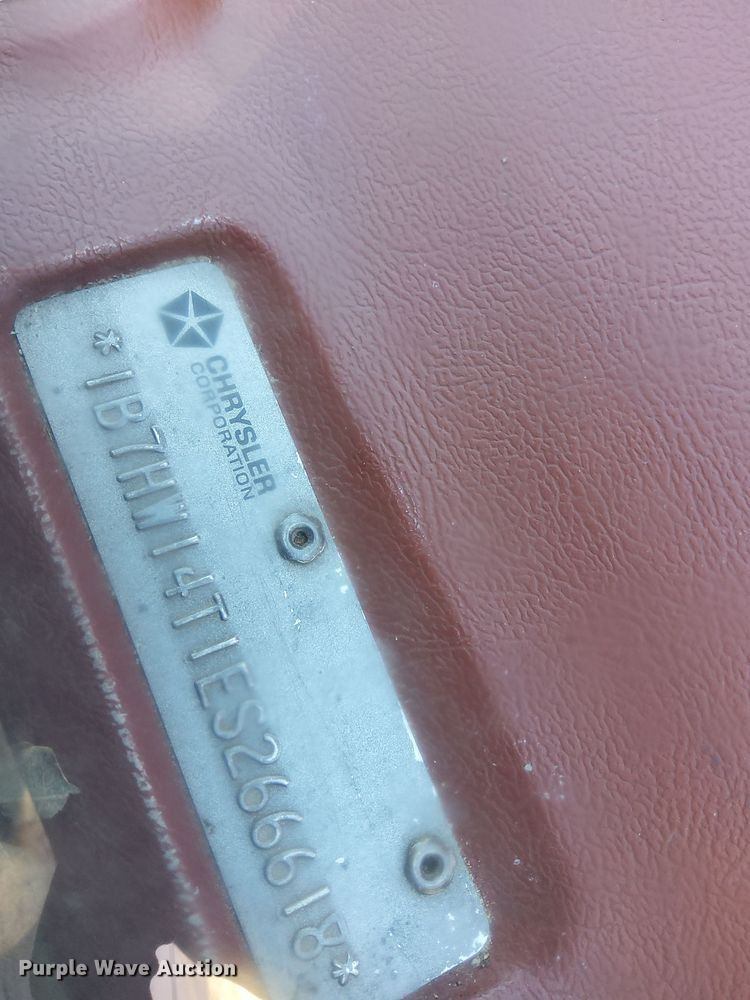 CHRYSLER
CORPORATION
*1B7HW14T1ES266618*
Purple Wave Auction